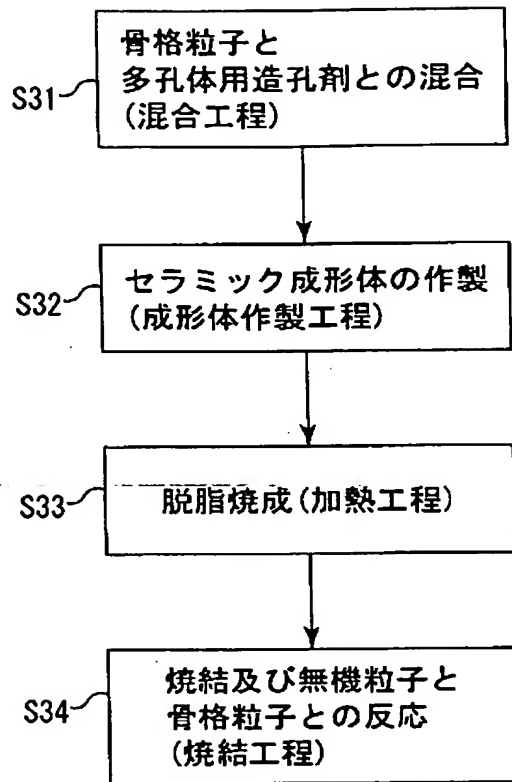 S31
骨格粒子と
多孔体用造孔剤との混合
(混合工程)
S32
セラミック成形体の作製
(成形体作製工程)
S33
脱脂焼成(加熱工程)
S34
焼結及び無機粒子と
骨格粒子との反応
(焼結工程)